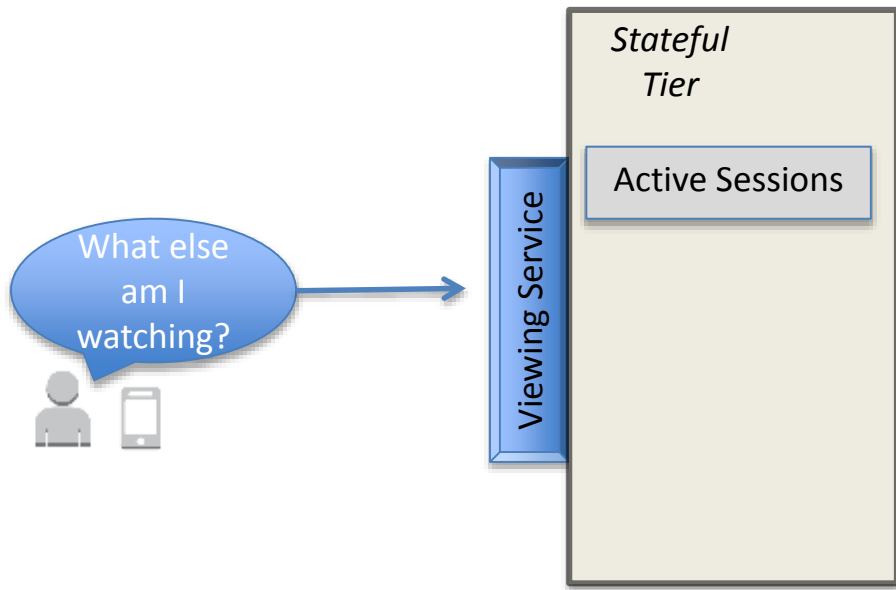 Stateful
Tier
Active Sessions
Viewing Service
What else
am I
watching?